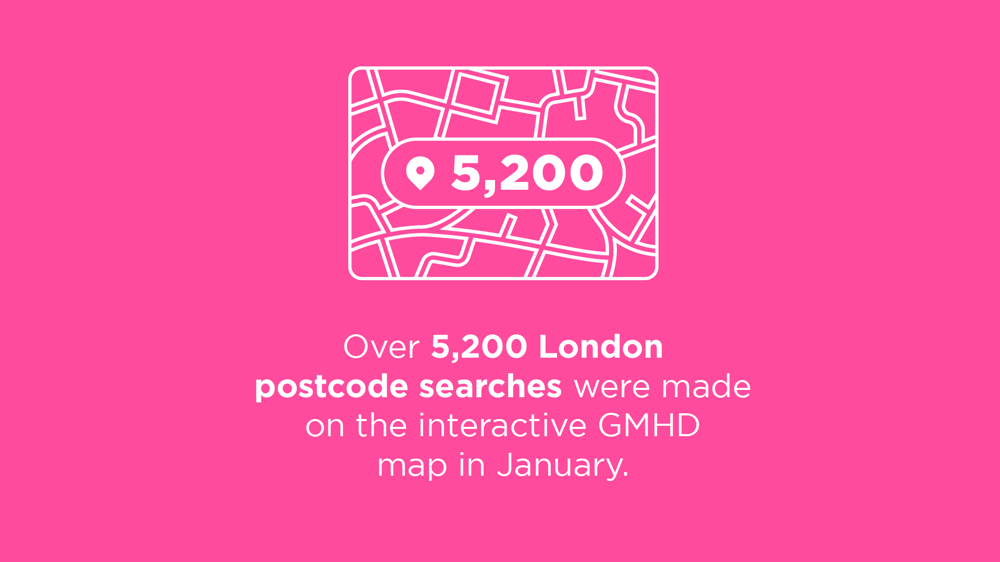 5,200
Over 5,200 London
postcode searches were made
on the interactive GMHD
map in January.